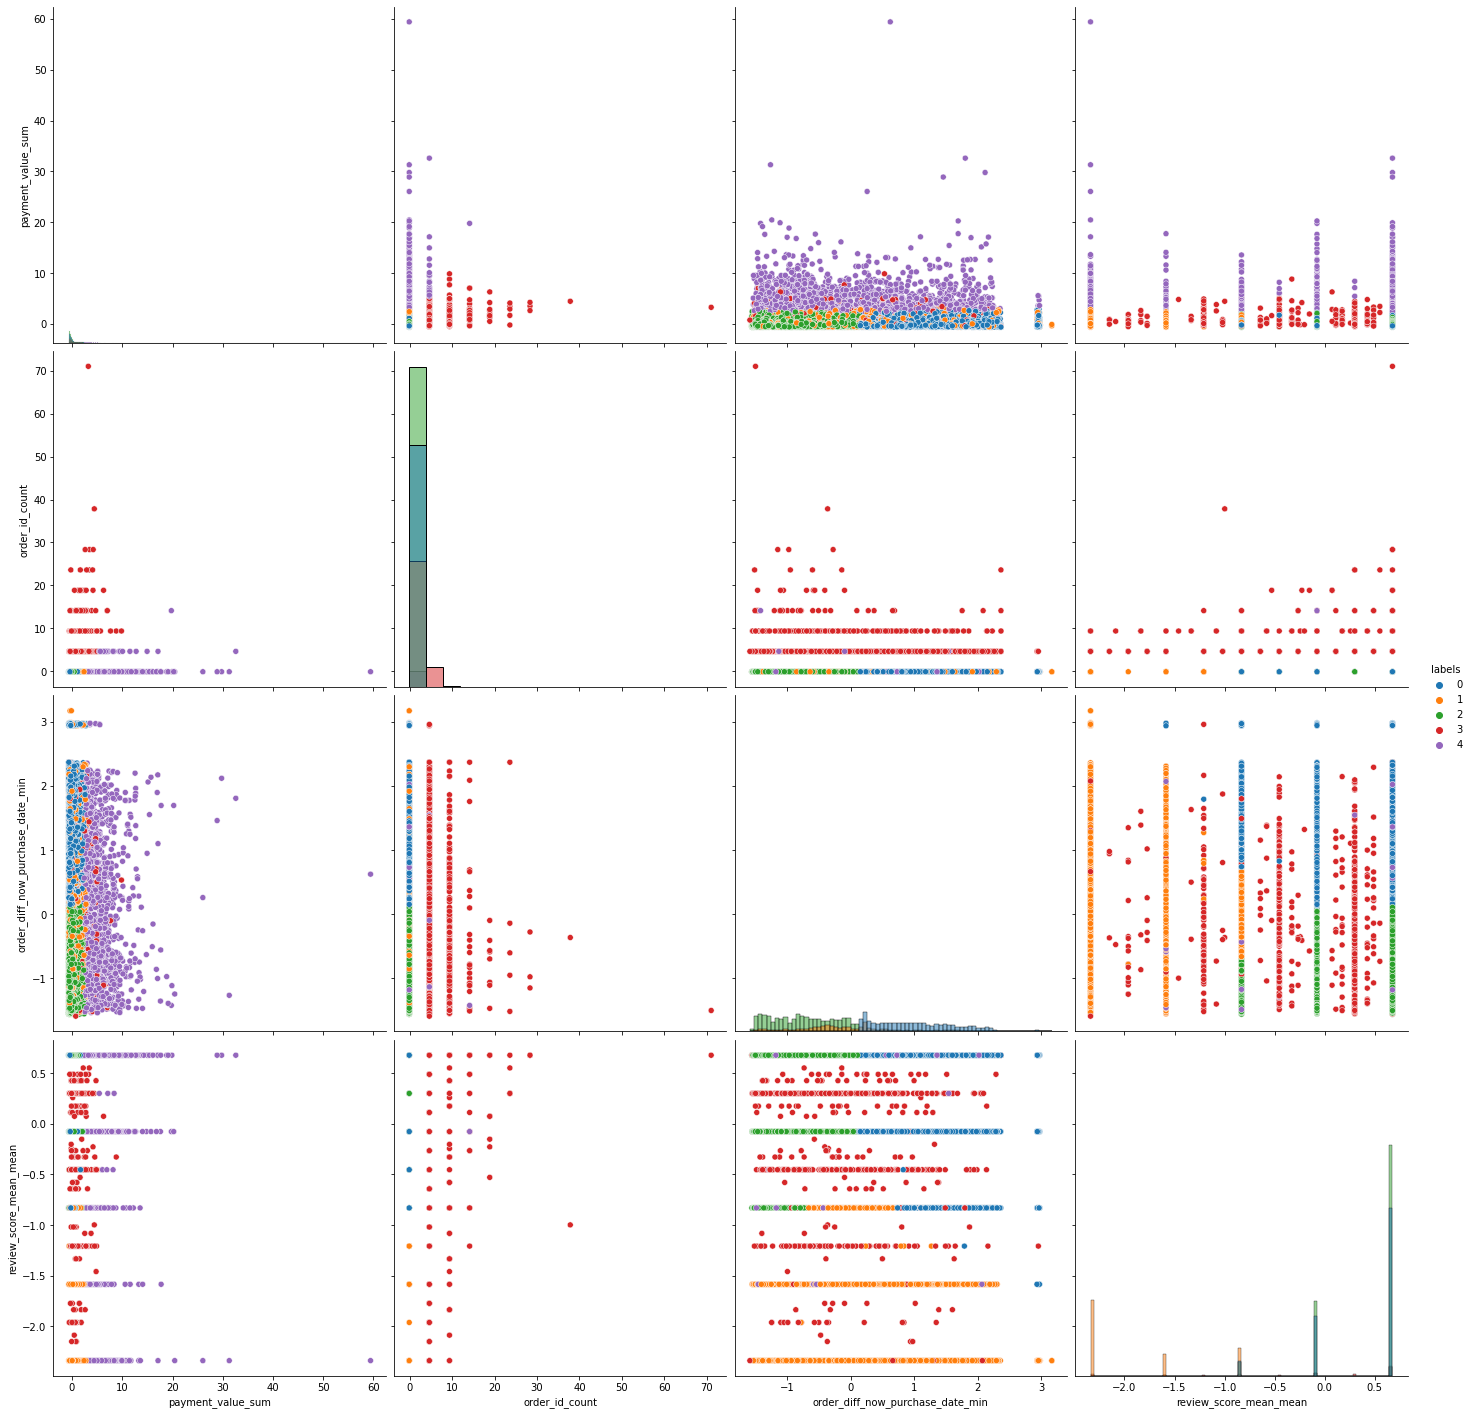 60
50
40
30
20
10
0
payment_value_sum
70
60
50
40
30
20
10
0
order_id_count
labels
0
1
2
3
4
3
2
1
0
−1
order_diff_now_purchase_date_min
0.5
0.0
−0.5
−1.0
−1.5
−2.0
review_score_mean_mean
0 10 20 30 40 50 60
0 10 20 30 40 50 60 70
−1 0 1 2 3
−2.0 −1.5 −1.0 −0.5 0.0 0.5
payment_value_sum
order_id_count
order_diff_now_purchase_date_min
review_score_mean_mean